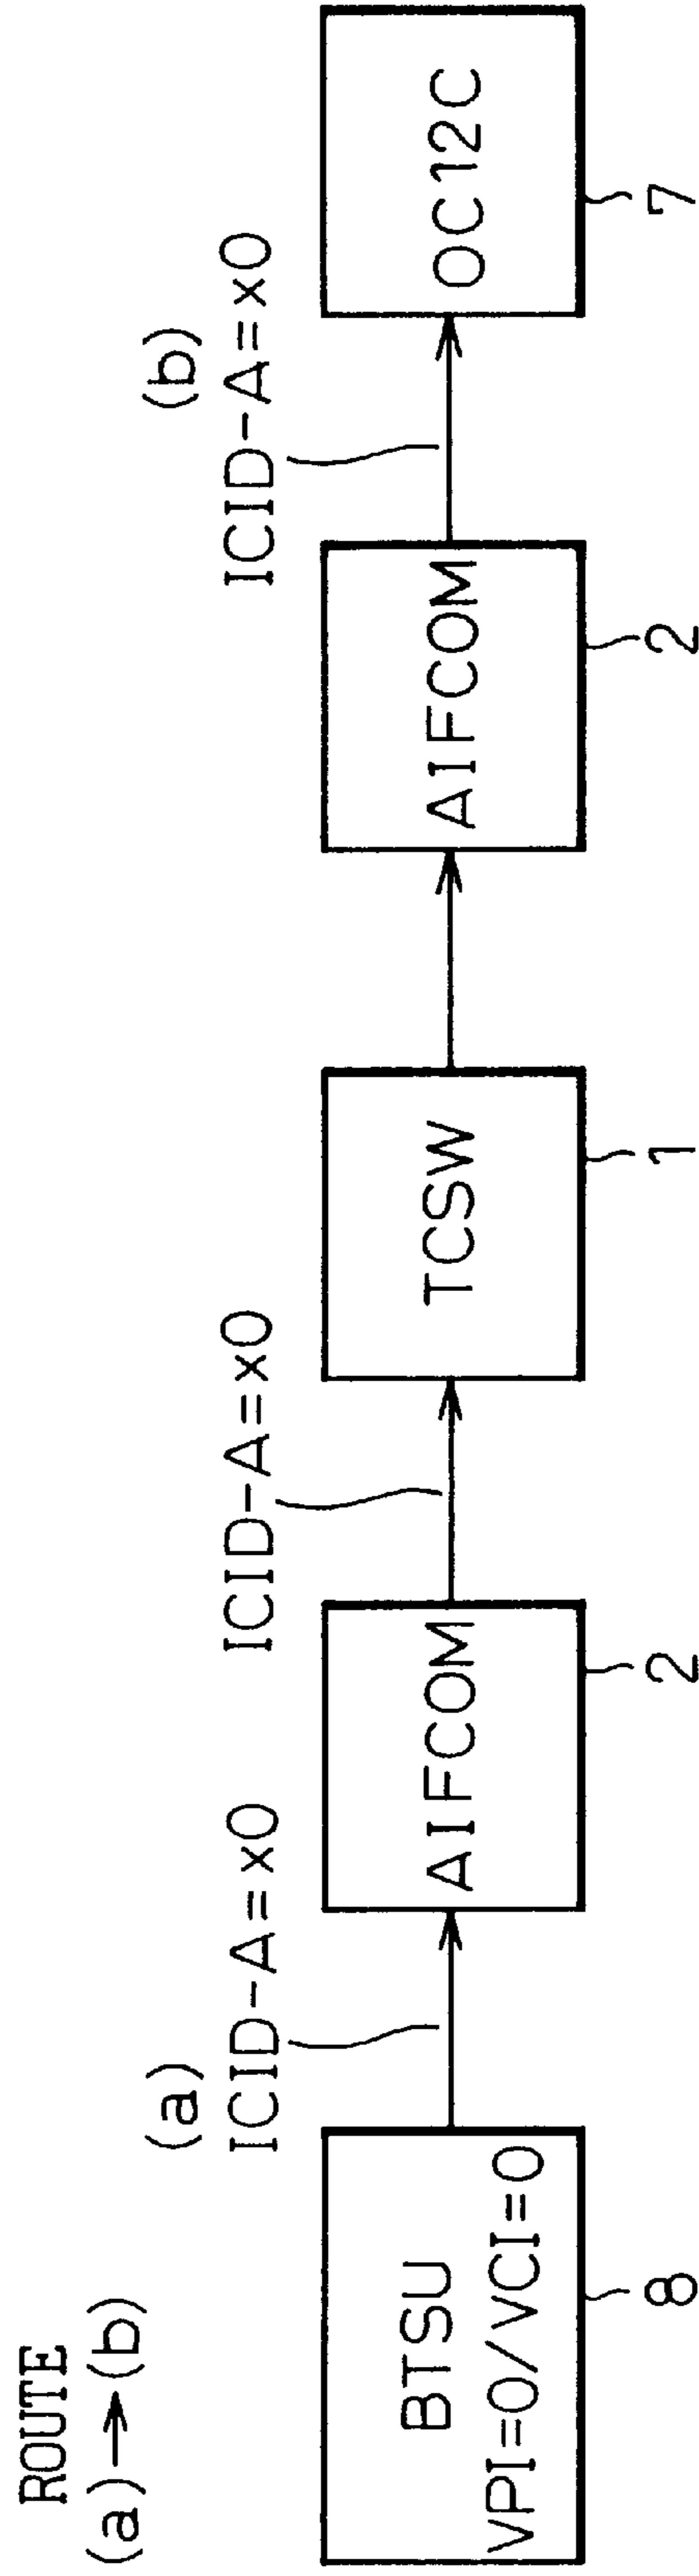 ROUTE
(a)→(b)
(a)
(b)
ICID-A=x0
ICID-A=x0
ICID-A=x0
BTSU
VPI=0/VCI=0
AIFCOM
TCSW
AIFCOM
OC12C
8
2
1
2
7